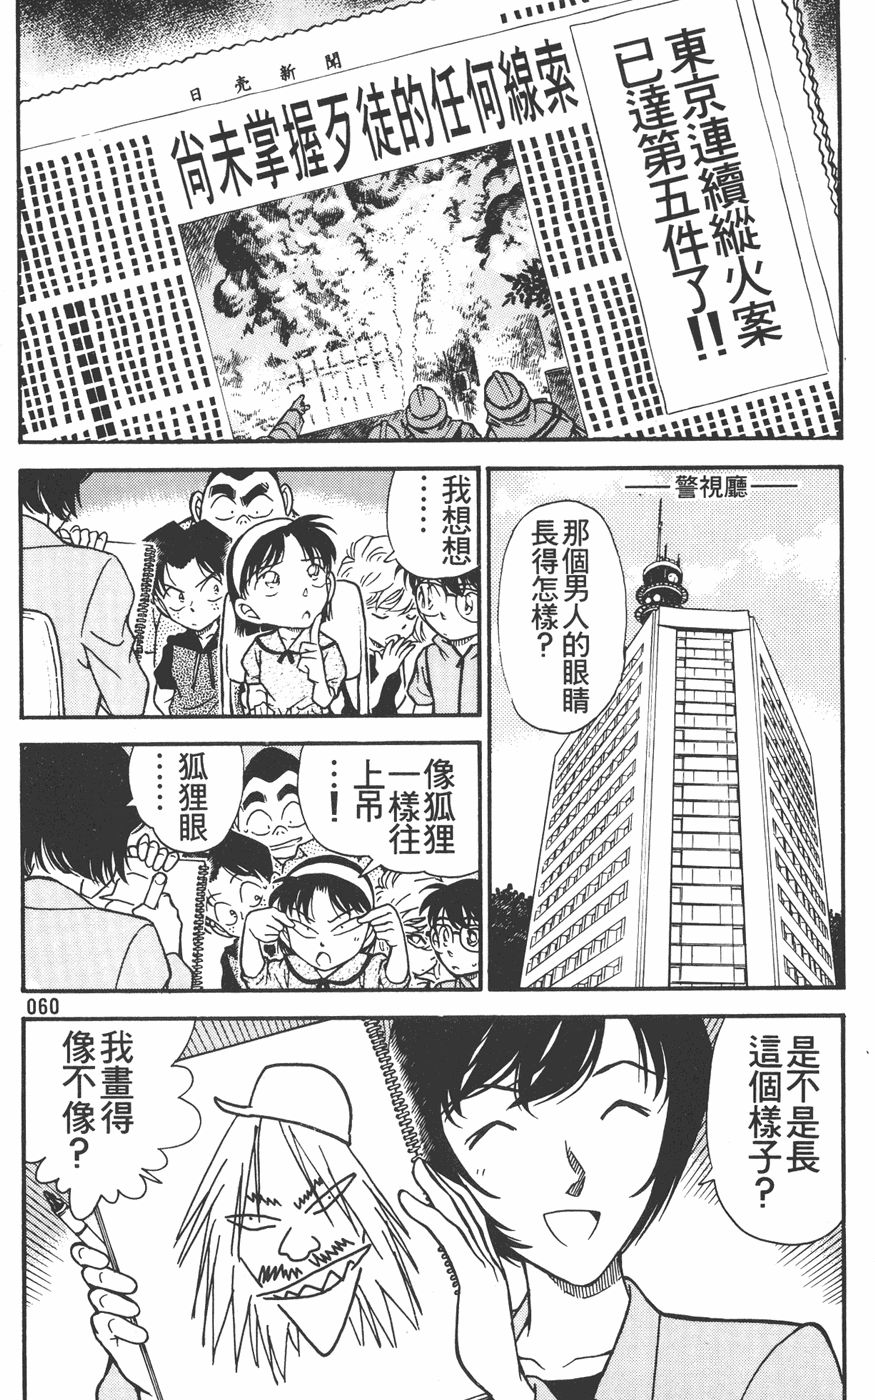 東京連續縱火案
已達第五件了!!
日売新聞
尚未掌握歹徒的任何線索
警視廳
那個男人的眼睛
長得怎樣?
我想想
……
像狐狸
一樣往
上吊
…!
狐狸眼
……
060
是不是長
這個樣子?
我畫得
像不像?